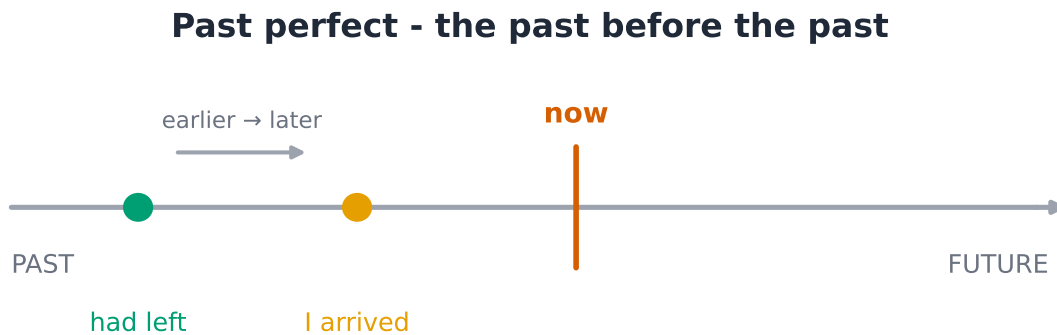 Past perfect - the past before the past
now
earlier → later
PAST
FUTURE
had left
I arrived